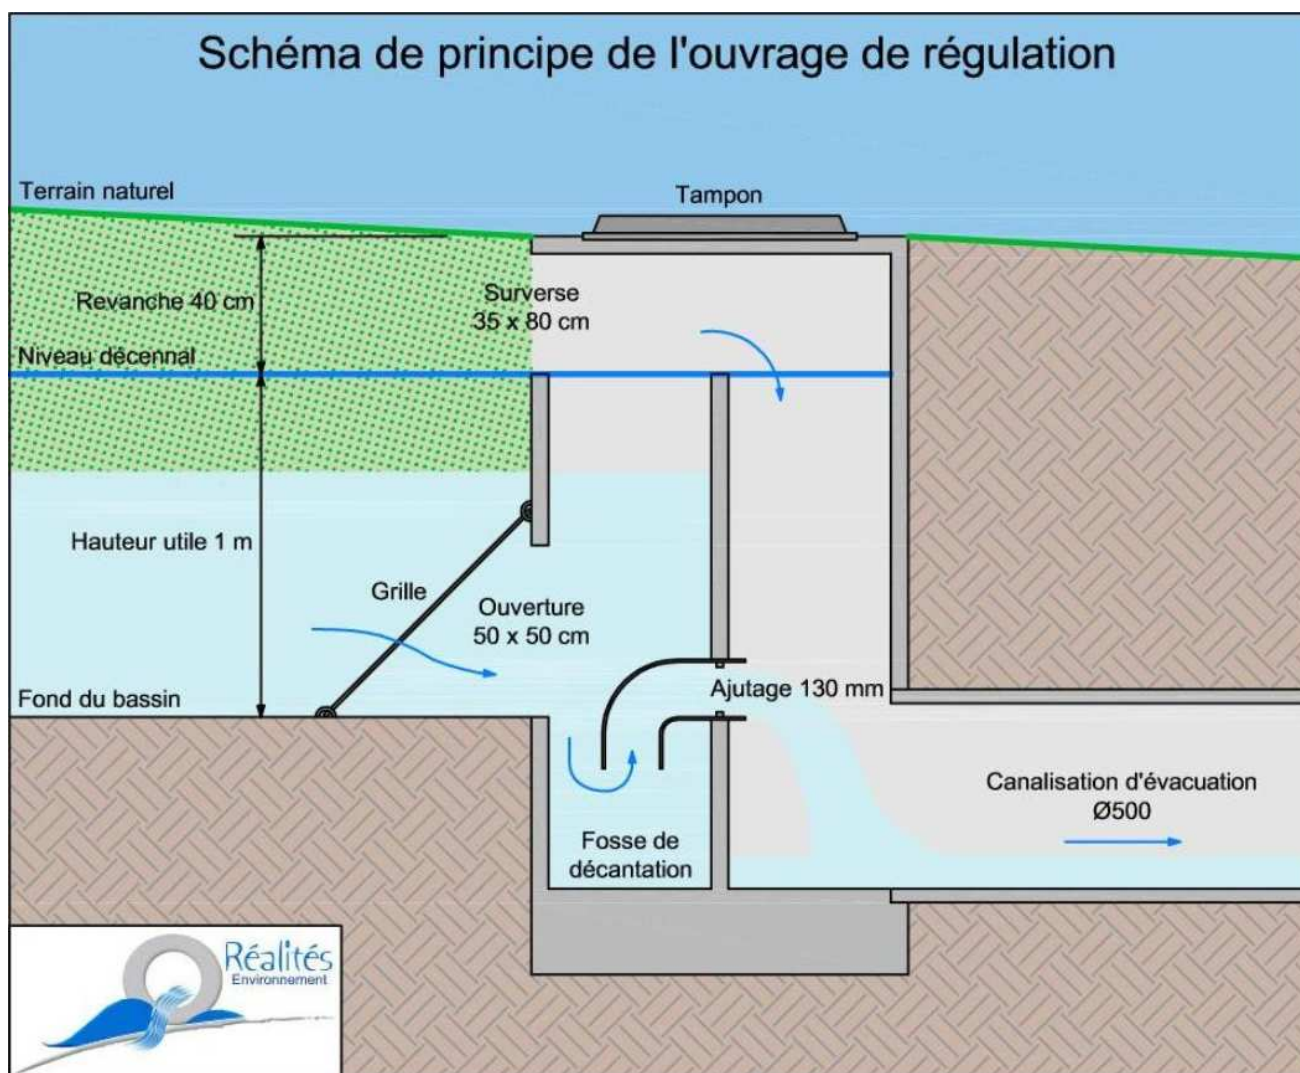 Schéma de principe de l'ouvrage de régulation
Terrain naturel
Tampon
Revanche 40 cm
Surverse
35 x 80 cm
Niveau décennal
Hauteur utile 1 m
Grille
Ouverture
50 x 50 cm
Fond du bassin
Ajutage 130 mm
Canalisation d'évacuation
Ø500
Fosse de
décantation
Réalités
Environnement